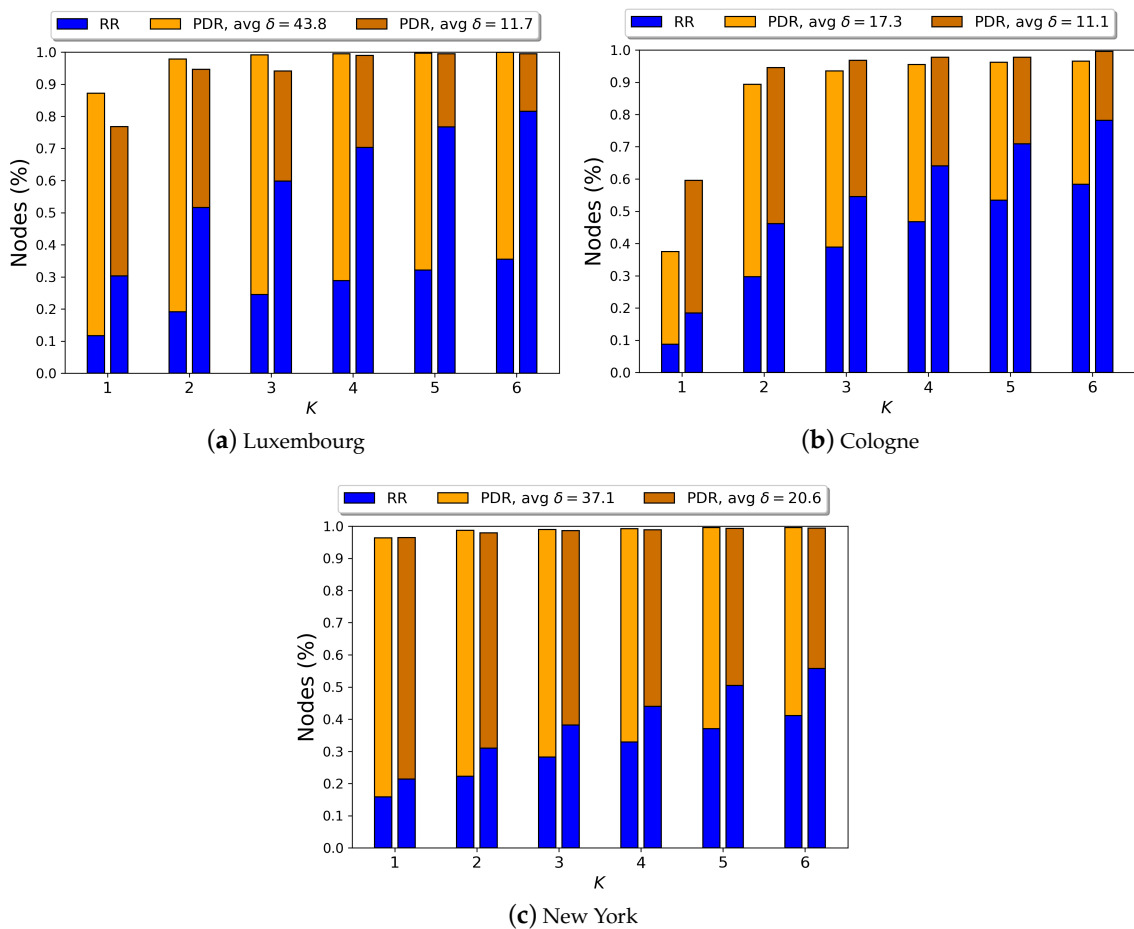 RR PDR, avg δ = 43.8 PDR, avg δ = 11.7
1.0
0.9
0.8
0.7
0.6
0.5
0.4
0.3
0.2
0.1
0.0
Nodes (%)
1 2 3 4 5 6
K
(a) Luxembourg
RR PDR, avg δ = 17.3 PDR, avg δ = 11.1
1.0
0.9
0.8
0.7
0.6
0.5
0.4
0.3
0.2
0.1
0.0
Nodes (%)
1 2 3 4 5 6
K
(b) Cologne
RR PDR, avg δ = 37.1 PDR, avg δ = 20.6
1.0
0.9
0.8
0.7
0.6
0.5
0.4
0.3
0.2
0.1
0.0
Nodes (%)
1 2 3 4 5 6
K
(c) New York